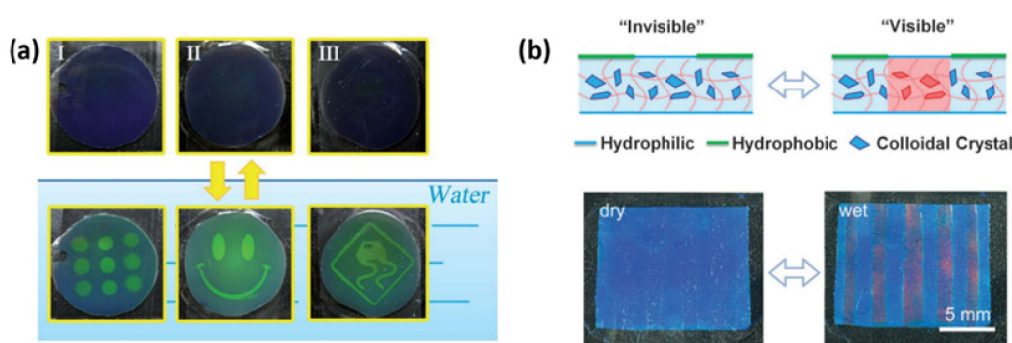 (a)
I
II
III
Water
(b)
"Invisible"
"Visible"
Hydrophilic
Hydrophobic
Colloidal Crystal
dry
wet
5 mm